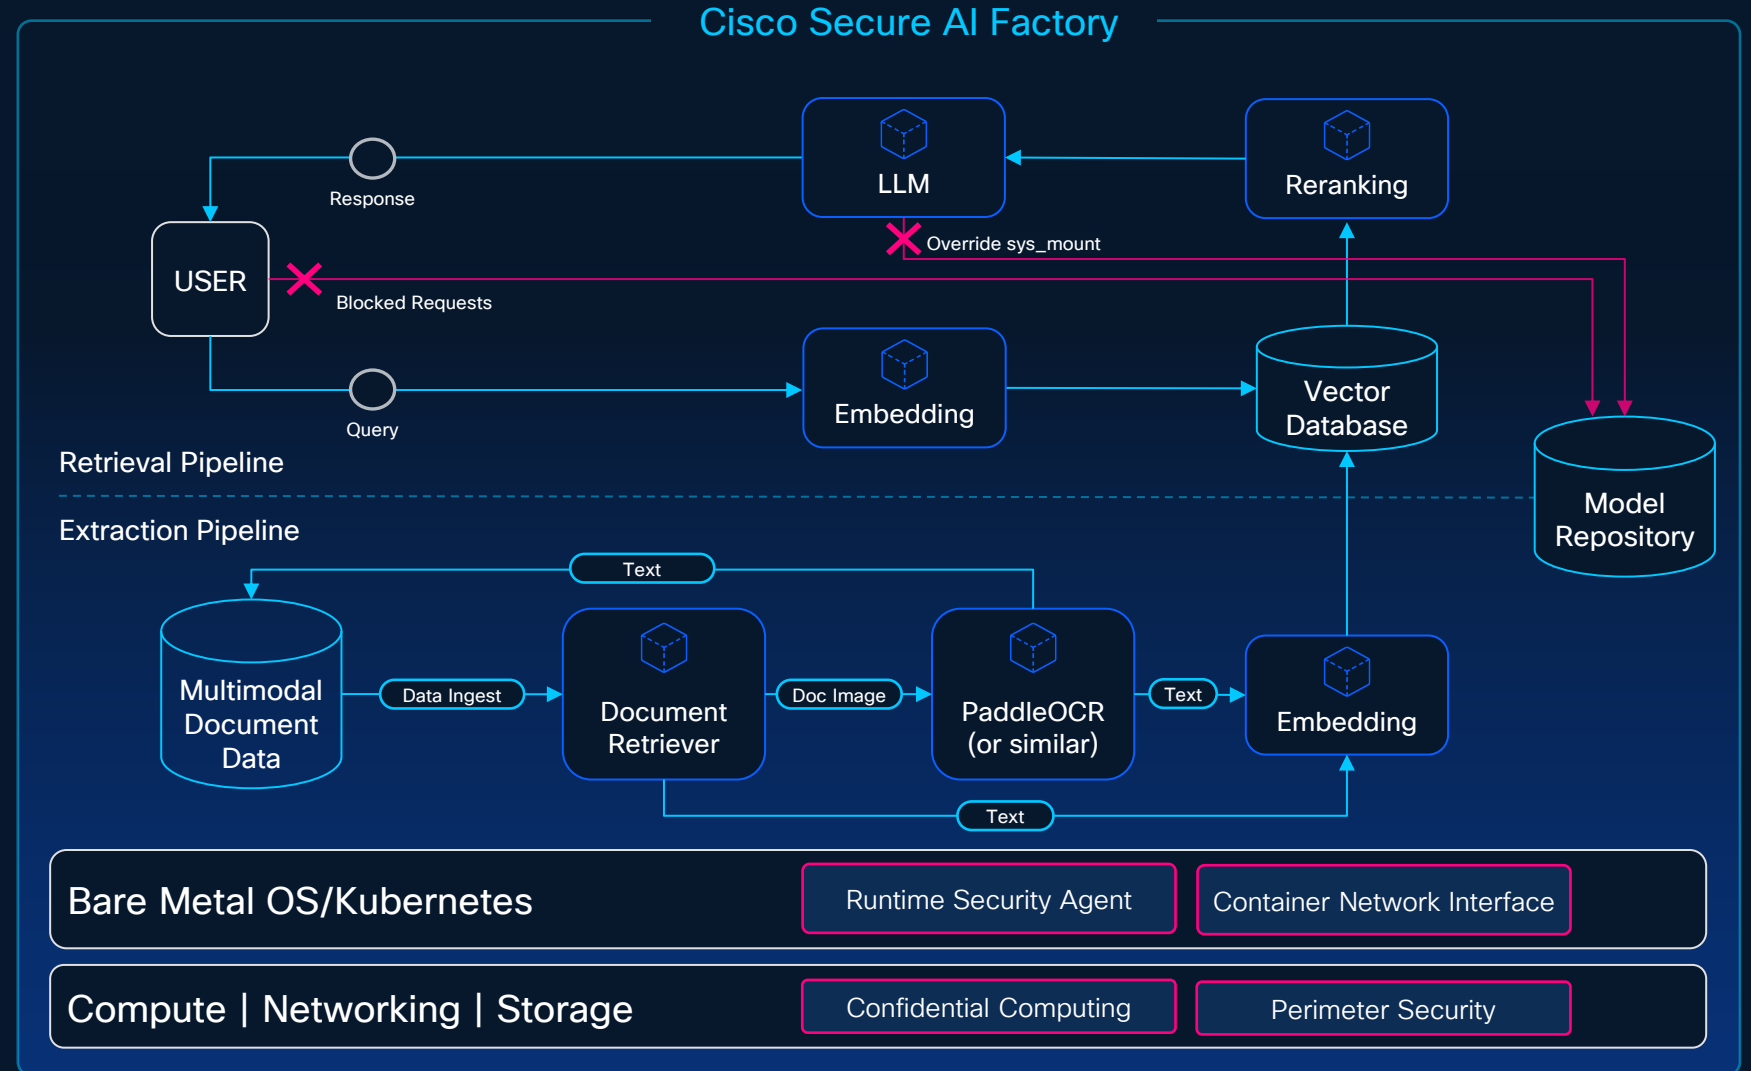 Cisco Secure AI Factory
LLM
Reranking
Response
Override sys_mount
USER
Blocked Requests
Embedding
Vector
Database
Query
Retrieval Pipeline
Model
Repository
Extraction Pipeline
Text
Multimodal
Document
Data
Data Ingest
Document
Retriever
Doc Image
PaddleOCR
(or similar)
Text
Embedding
Text
Bare Metal OS/Kubernetes
Runtime Security Agent
Container Network Interface
Compute | Networking | Storage
Confidential Computing
Perimeter Security